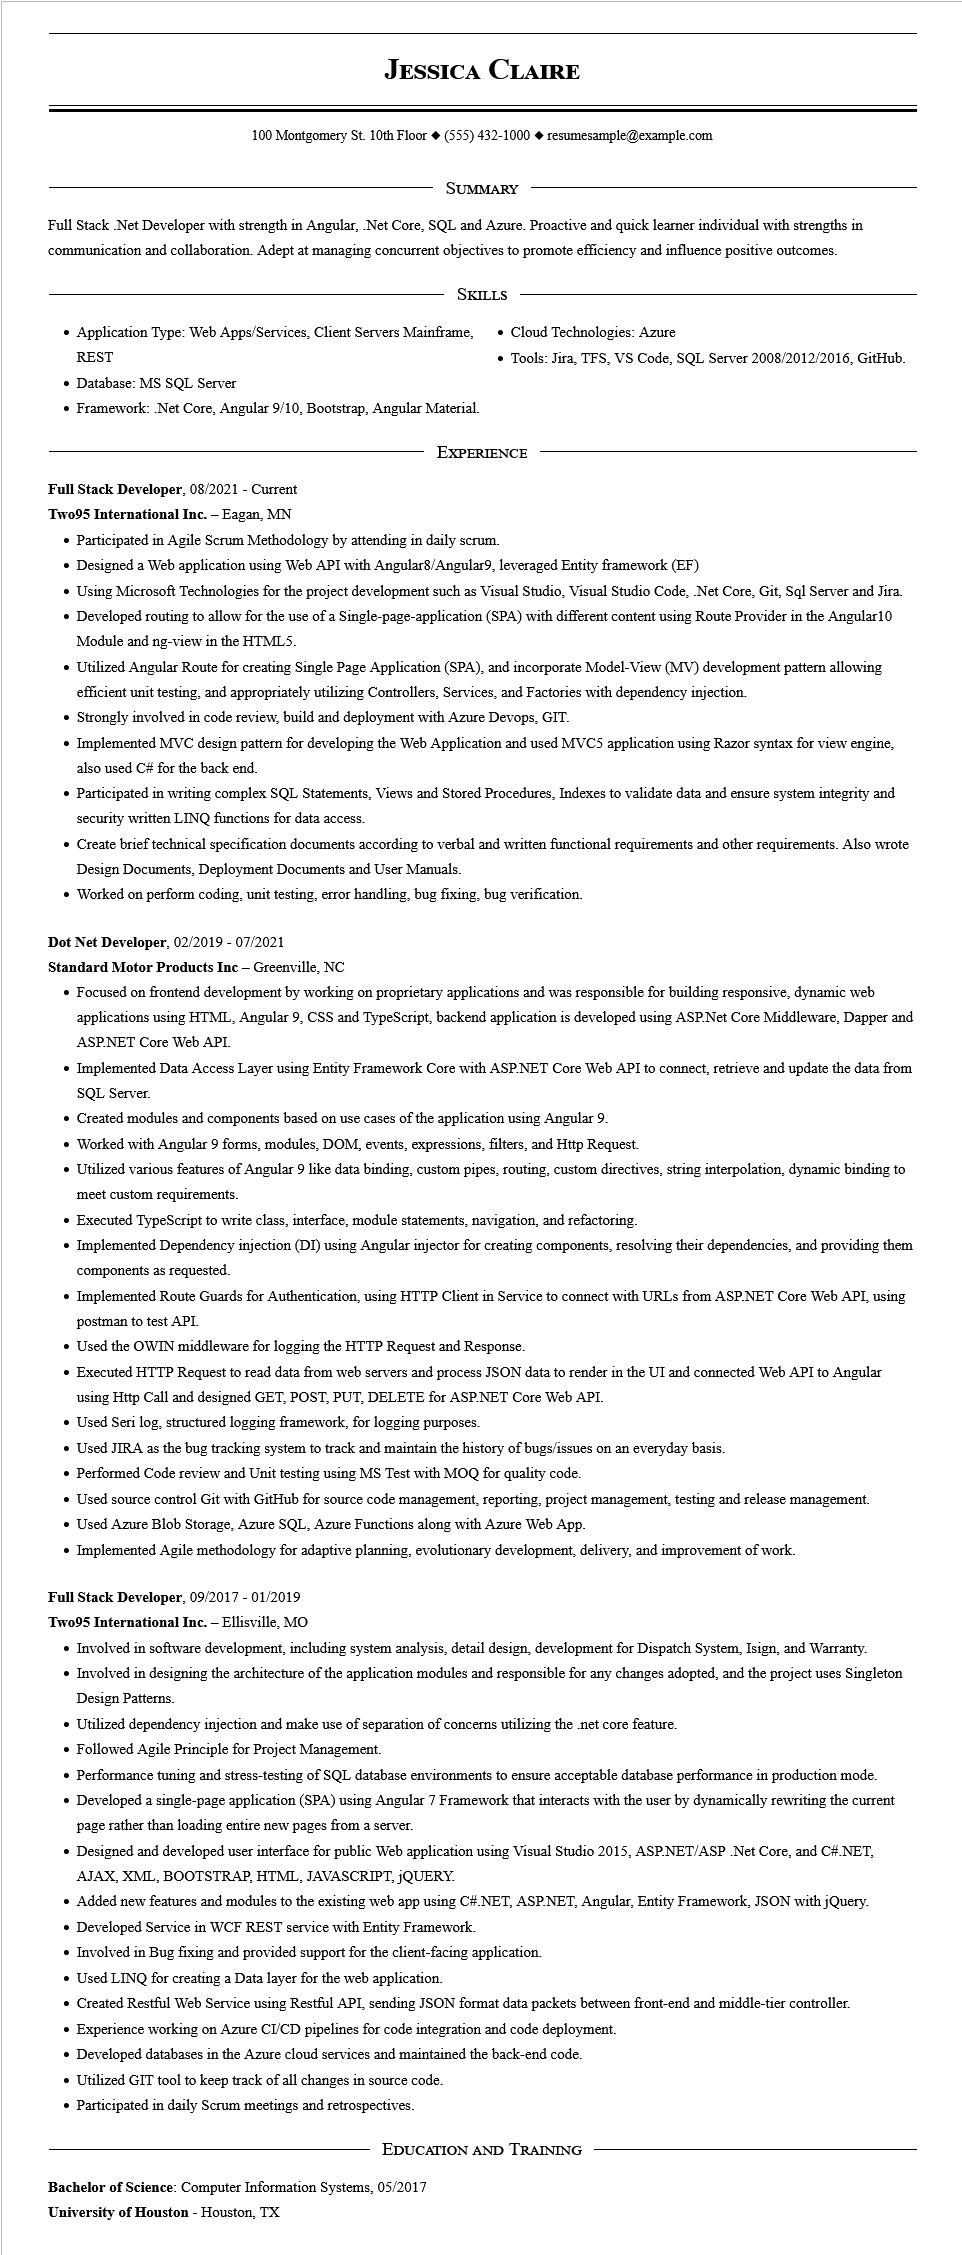 Jessica Claire
100 Montgomery St. 10th Floor ◆ (555) 432-1000 ◆ resumesample@example.com
Summary
Full Stack .Net Developer with strength in Angular, .Net Core, SQL and Azure. Proactive and quick learner individual with strengths in
communication and collaboration. Adept at managing concurrent objectives to promote efficiency and influence positive outcomes.
Skills
• Application Type: Web Apps/Services, Client Servers Mainframe,
REST
• Database: MS SQL Server
• Framework: .Net Core, Angular 9/10, Bootstrap, Angular Material.
• Cloud Technologies: Azure
• Tools: Jira, TFS, VS Code, SQL Server 2008/2012/2016, GitHub.
Experience
Full Stack Developer, 08/2021 - Current
Two95 International Inc. – Eagan, MN
• Participated in Agile Scrum Methodology by attending in daily scrum.
• Designed a Web application using Web API with Angular8/Angular9, leveraged Entity framework (EF)
• Using Microsoft Technologies for the project development such as Visual Studio, Visual Studio Code, .Net Core, Git, Sql Server and Jira.
• Developed routing to allow for the use of a Single-page-application (SPA) with different content using Route Provider in the Angular10
Module and ng-view in the HTML5.
• Utilized Angular Route for creating Single Page Application (SPA), and incorporate Model-View (MV) development pattern allowing
efficient unit testing, and appropriately utilizing Controllers, Services, and Factories with dependency injection.
• Strongly involved in code review, build and deployment with Azure Devops, GIT.
• Implemented MVC design pattern for developing the Web Application and used MVC5 application using Razor syntax for view engine,
also used C# for the back end.
• Participated in writing complex SQL Statements, Views and Stored Procedures, Indexes to validate data and ensure system integrity and
security written LINQ functions for data access.
• Create brief technical specification documents according to verbal and written functional requirements and other requirements. Also wrote
Design Documents, Deployment Documents and User Manuals.
• Worked on perform coding, unit testing, error handling, bug fixing, bug verification.
Dot Net Developer, 02/2019 - 07/2021
Standard Motor Products Inc – Greenville, NC
• Focused on frontend development by working on proprietary applications and was responsible for building responsive, dynamic web
applications using HTML, Angular 9, CSS and TypeScript, backend application is developed using ASP.Net Core Middleware, Dapper and
ASP.NET Core Web API.
• Implemented Data Access Layer using Entity Framework Core with ASP.NET Core Web API to connect, retrieve and update the data from
SQL Server.
• Created modules and components based on use cases of the application using Angular 9.
• Worked with Angular 9 forms, modules, DOM, events, expressions, filters, and Http Request.
• Utilized various features of Angular 9 like data binding, custom pipes, routing, custom directives, string interpolation, dynamic binding to
meet custom requirements.
• Executed TypeScript to write class, interface, module statements, navigation, and refactoring.
• Implemented Dependency injection (DI) using Angular injector for creating components, resolving their dependencies, and providing them
components as requested.
• Implemented Route Guards for Authentication, using HTTP Client in Service to connect with URLs from ASP.NET Core Web API, using
postman to test API.
• Used the OWIN middleware for logging the HTTP Request and Response.
• Executed HTTP Request to read data from web servers and process JSON data to render in the UI and connected Web API to Angular
using Http Call and designed GET, POST, PUT, DELETE for ASP.NET Core Web API.
• Used Seri log, structured logging framework, for logging purposes.
• Used JIRA as the bug tracking system to track and maintain the history of bugs/issues on an everyday basis.
• Performed Code review and Unit testing using MS Test with MOQ for quality code.
• Used source control Git with GitHub for source code management, reporting, project management, testing and release management.
• Used Azure Blob Storage, Azure SQL, Azure Functions along with Azure Web App.
• Implemented Agile methodology for adaptive planning, evolutionary development, delivery, and improvement of work.
Full Stack Developer, 09/2017 - 01/2019
Two95 International Inc. – Ellisville, MO
• Involved in software development, including system analysis, detail design, development for Dispatch System, Isign, and Warranty.
• Involved in designing the architecture of the application modules and responsible for any changes adopted, and the project uses Singleton
Design Patterns.
• Utilized dependency injection and make use of separation of concerns utilizing the .net core feature.
• Followed Agile Principle for Project Management.
• Performance tuning and stress-testing of SQL database environments to ensure acceptable database performance in production mode.
• Developed a single-page application (SPA) using Angular 7 Framework that interacts with the user by dynamically rewriting the current
page rather than loading entire new pages from a server.
• Designed and developed user interface for public Web application using Visual Studio 2015, ASP.NET/ASP .Net Core, and C#.NET,
AJAX, XML, BOOTSTRAP, HTML, JAVASCRIPT, jQUERY.
• Added new features and modules to the existing web app using C#.NET, ASP.NET, Angular, Entity Framework, JSON with jQuery.
• Developed Service in WCF REST service with Entity Framework.
• Involved in Bug fixing and provided support for the client-facing application.
• Used LINQ for creating a Data layer for the web application.
• Created Restful Web Service using Restful API, sending JSON format data packets between front-end and middle-tier controller.
• Experience working on Azure CI/CD pipelines for code integration and code deployment.
• Developed databases in the Azure cloud services and maintained the back-end code.
• Utilized GIT tool to keep track of all changes in source code.
• Participated in daily Scrum meetings and retrospectives.
Education and Training
Bachelor of Science: Computer Information Systems, 05/2017
University of Houston - Houston, TX